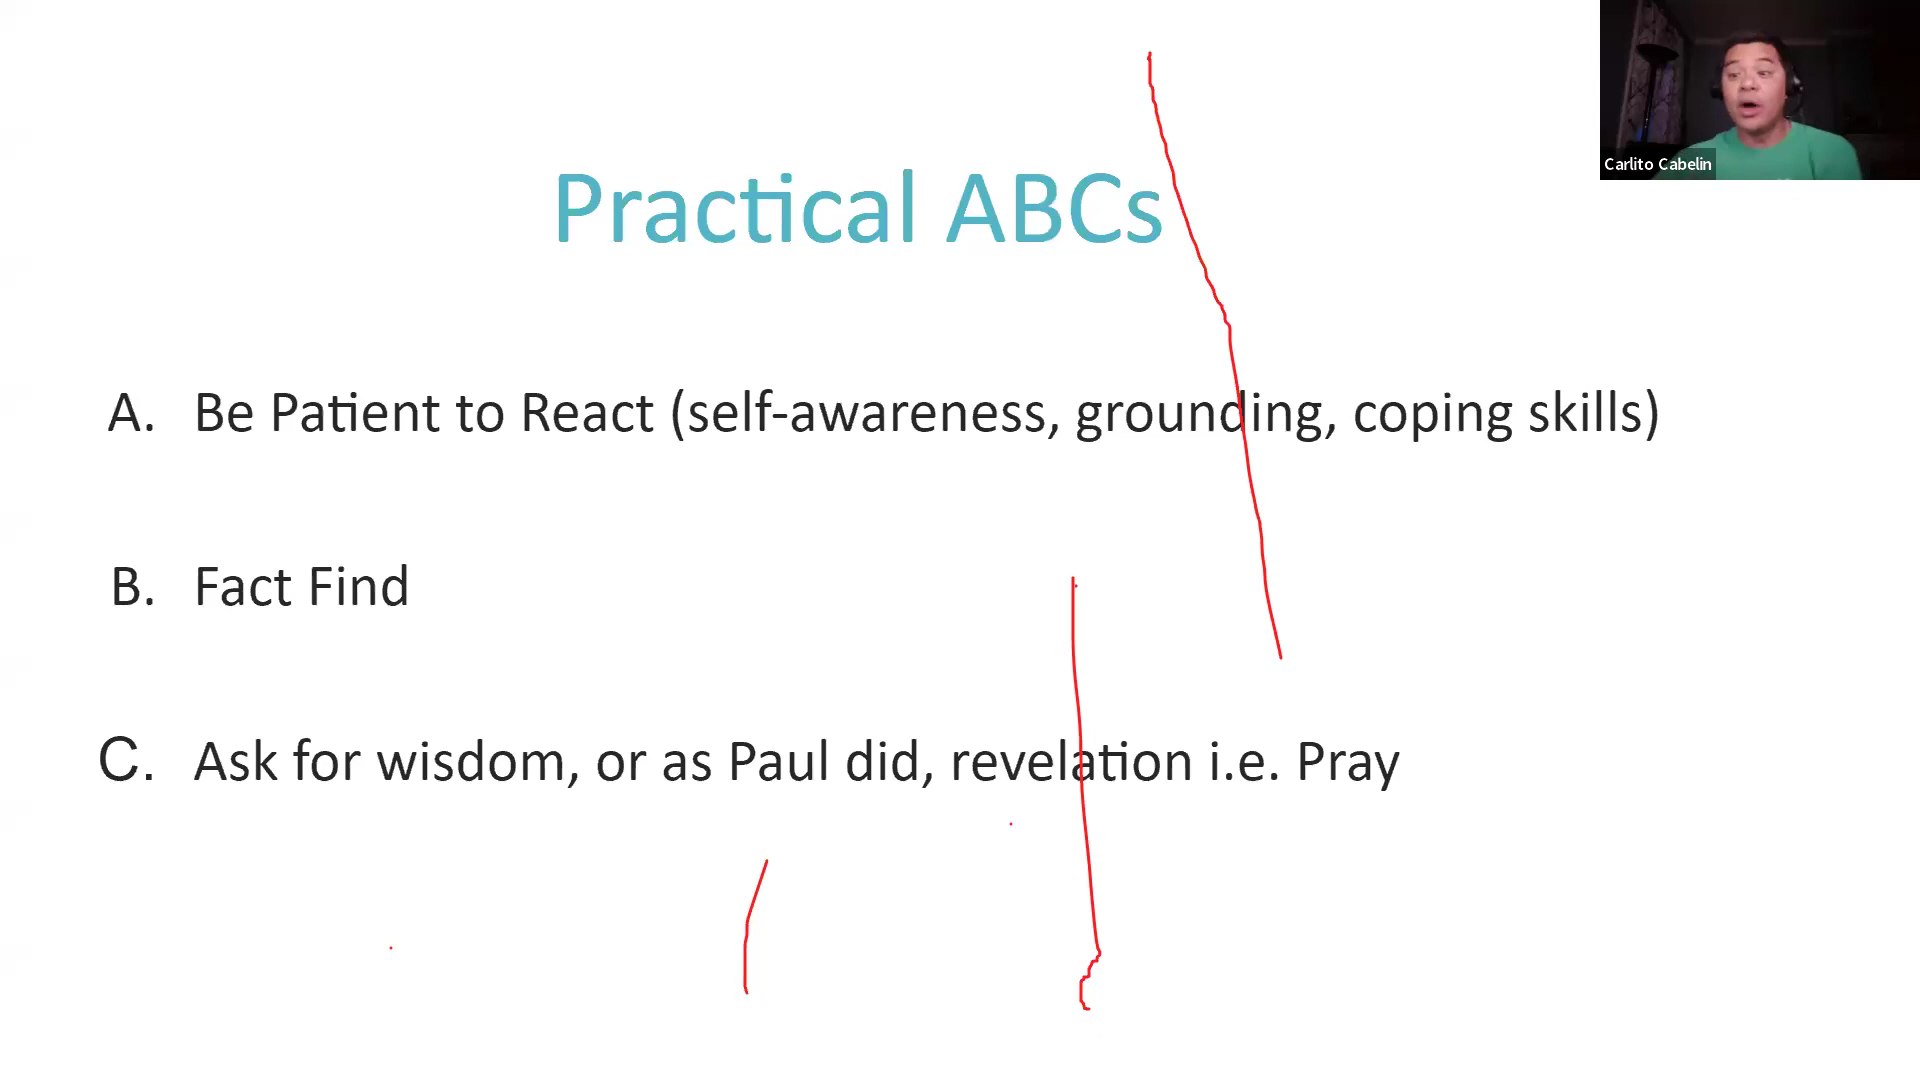 Carlito Cabelin
Practical ABCs
A. Be Patient to React (self-awareness, grounding, coping skills)
B. Fact Find
C. Ask for wisdom, or as Paul did, revelation i.e. Pray